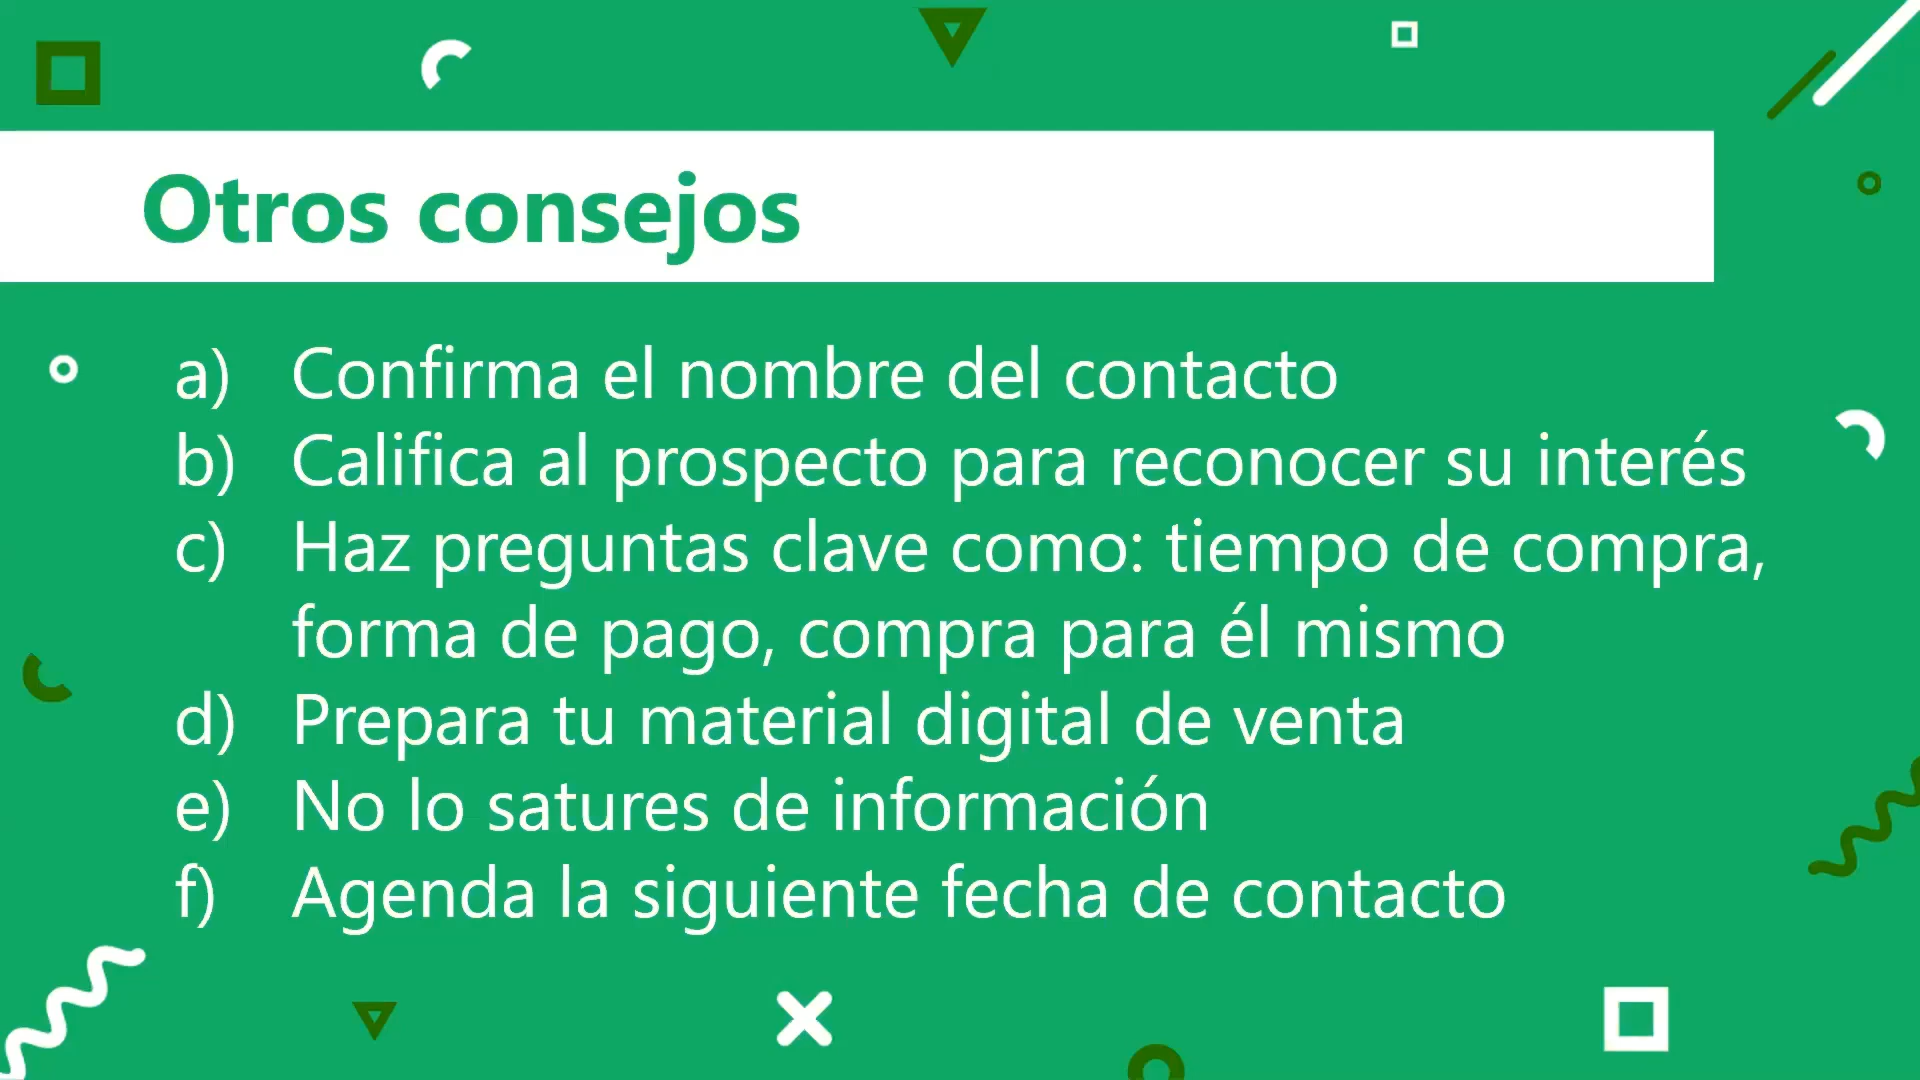 Otros consejos
a) Confirma el nombre del contacto
b) Califica al prospecto para reconocer su interés
c) Haz preguntas clave como: tiempo de compra,
forma de pago, compra para él mismo
d) Prepara tu material digital de venta
e) No lo satures de información
f) Agenda la siguiente fecha de contacto